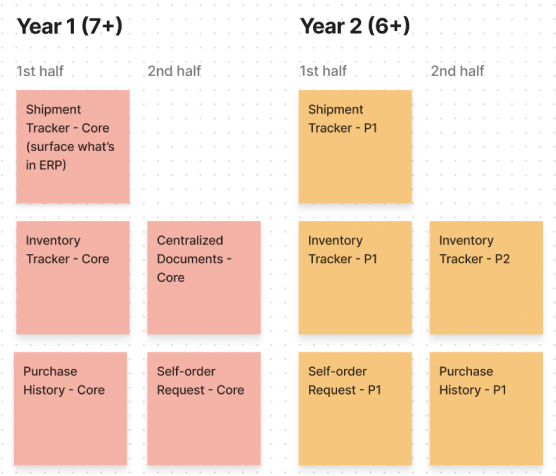 Year 1 (7+)
1st half
2nd half
Shipment
Tracker - Core
(surface what's
in ERP)
Inventory
Tracker - Core
Centralized
Documents -
Core
Purchase
History - Core
Self-order
Request - Core
Year 2 (6+)
1st half
2nd half
Shipment
Tracker - P1
Inventory
Tracker - P1
Inventory
Tracker - P2
Self-order
Request - P1
Purchase
History - P1